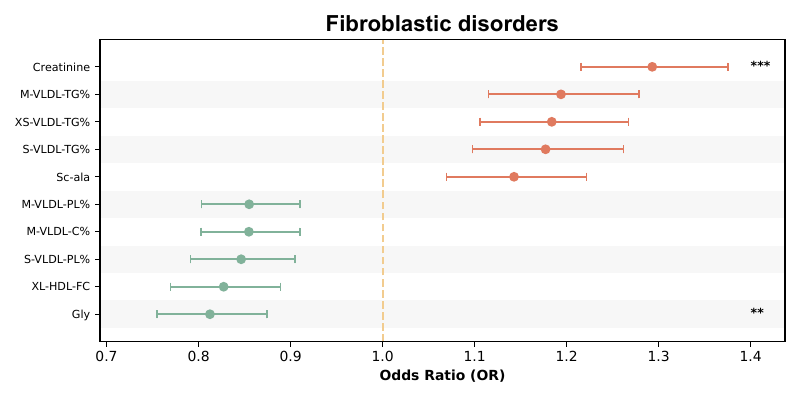 Fibroblastic disorders
Creatinine
***
M-VLDL-TG%
XS-VLDL-TG%
S-VLDL-TG%
Sc-ala
M-VLDL-PL%
M-VLDL-C%
S-VLDL-PL%
XL-HDL-FC
Gly
**
0.7 0.8 0.9 1.0 1.1 1.2 1.3 1.4
Odds Ratio (OR)